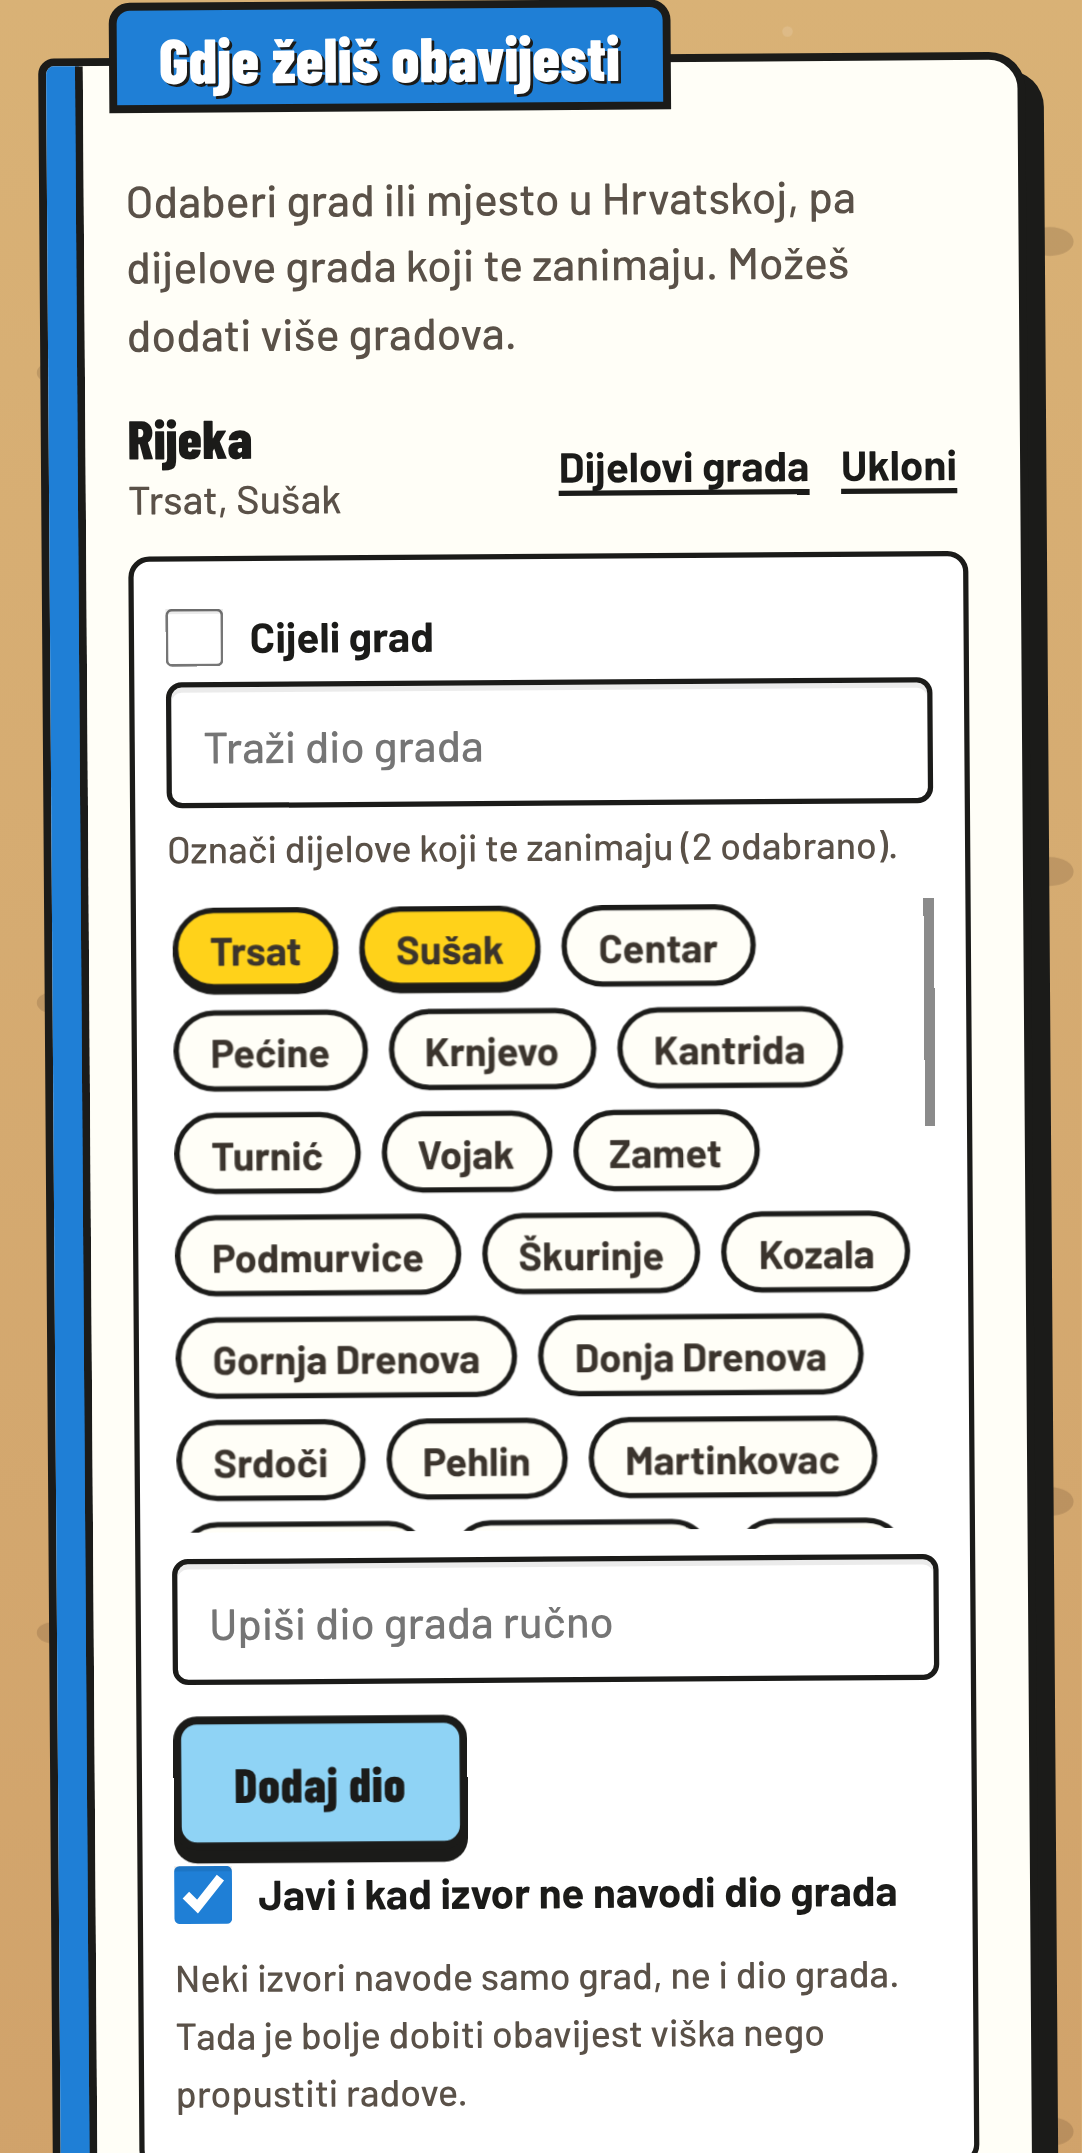 Gdje želiš obavijesti
Odaberi grad ili mjesto u Hrvatskoj, pa
dijelove grada koji te zanimaju. Možeš
dodati više gradova.
Rijeka
Trsat, Sušak
Dijelovi grada Ukloni
Cijeli grad
Traži dio grada
Označi dijelove koji te zanimaju (2 odabrano).
Trsat Sušak Centar
Pećine Krnjevo Kantrida
Turnić Vojak Zamet
Podmurvice Škurinje Kozala
Gornja Drenova Donja Drenova
Srdoči Pehlin Martinkovac
Upiši dio grada ručno
Dodaj dio
Javi i kad izvor ne navodi dio grada
Neki izvori navode samo grad, ne i dio grada.
Tada je bolje dobiti obavijest viška nego
propustiti radove.